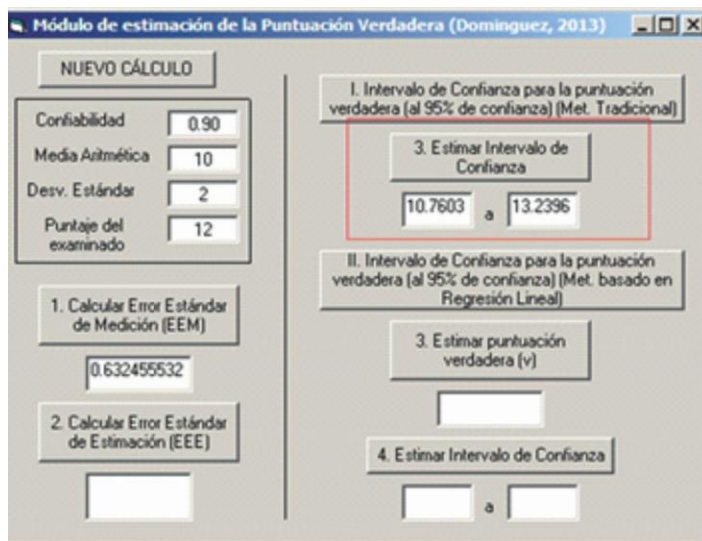 Módulo de estimación de la Puntuación Verdadera (Dominguez, 2013)
NUEVO CÁLCULO
Confiabilidad
0.90
Media Aritmética
10
Desv. Estándar
2
Puntaje del
examinado
12
1. Calcular Error Estándar
de Medición (EEM)
0.632455532
2. Calcular Error Estándar
de Estimación (EEE)
I. Intervalo de Confianza para la puntuación
verdadera (al 95% de confianza) (Met. Tradicional)
3. Estimar Intervalo de
Confianza
10.7603 a 13.2396
II. Intervalo de Confianza para la puntuación
verdadera (al 95% de confianza) (Met. basado en
Regresión Lineal)
3. Estimar puntuación
verdadera (v)
4. Estimar Intervalo de Confianza
a